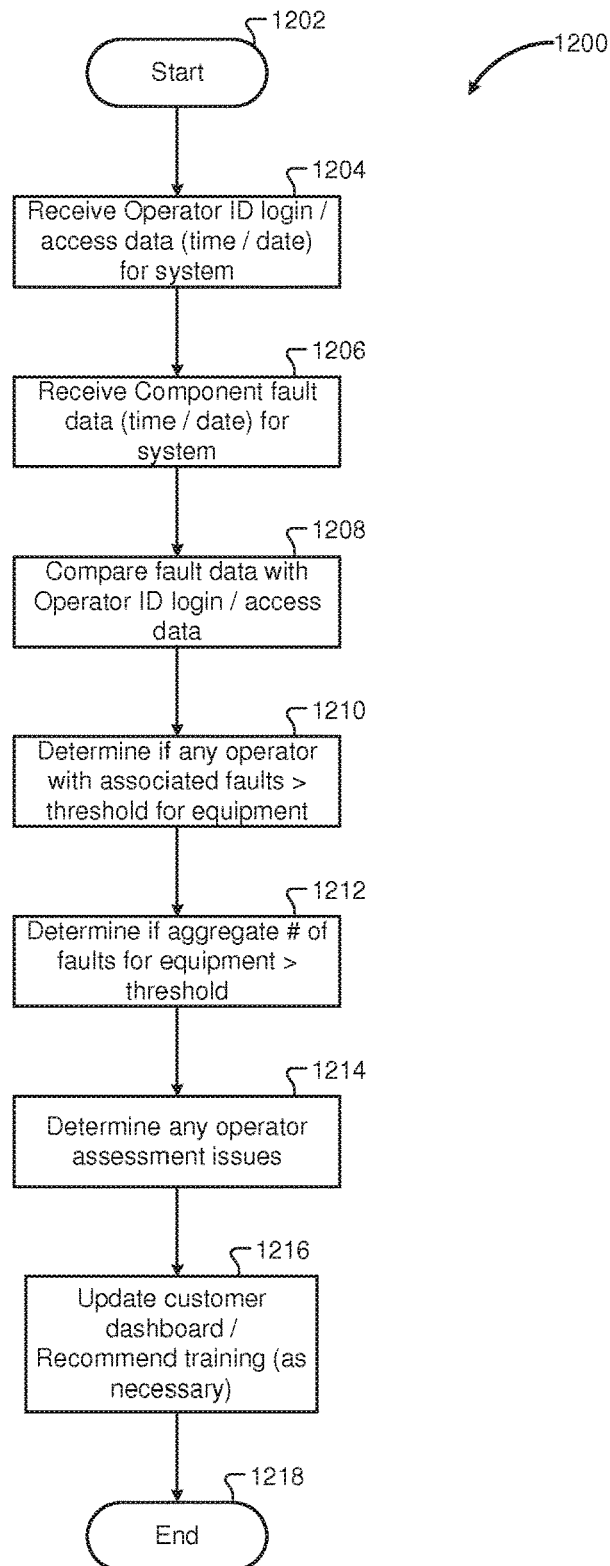 1202
Start
1200
1204
Receive Operator ID login /
access data (time / date)
for system
1206
Receive Component fault
data (time / date) for
system
1208
Compare fault data with
Operator ID login / access
data
1210
Determine if any operator
with associated faults >
threshold for equipment
1212
Determine if aggregate # of
faults for equipment >
threshold
1214
Determine any operator
assessment issues
1216
Update customer
dashboard /
Recommend training (as
necessary)
1218
End